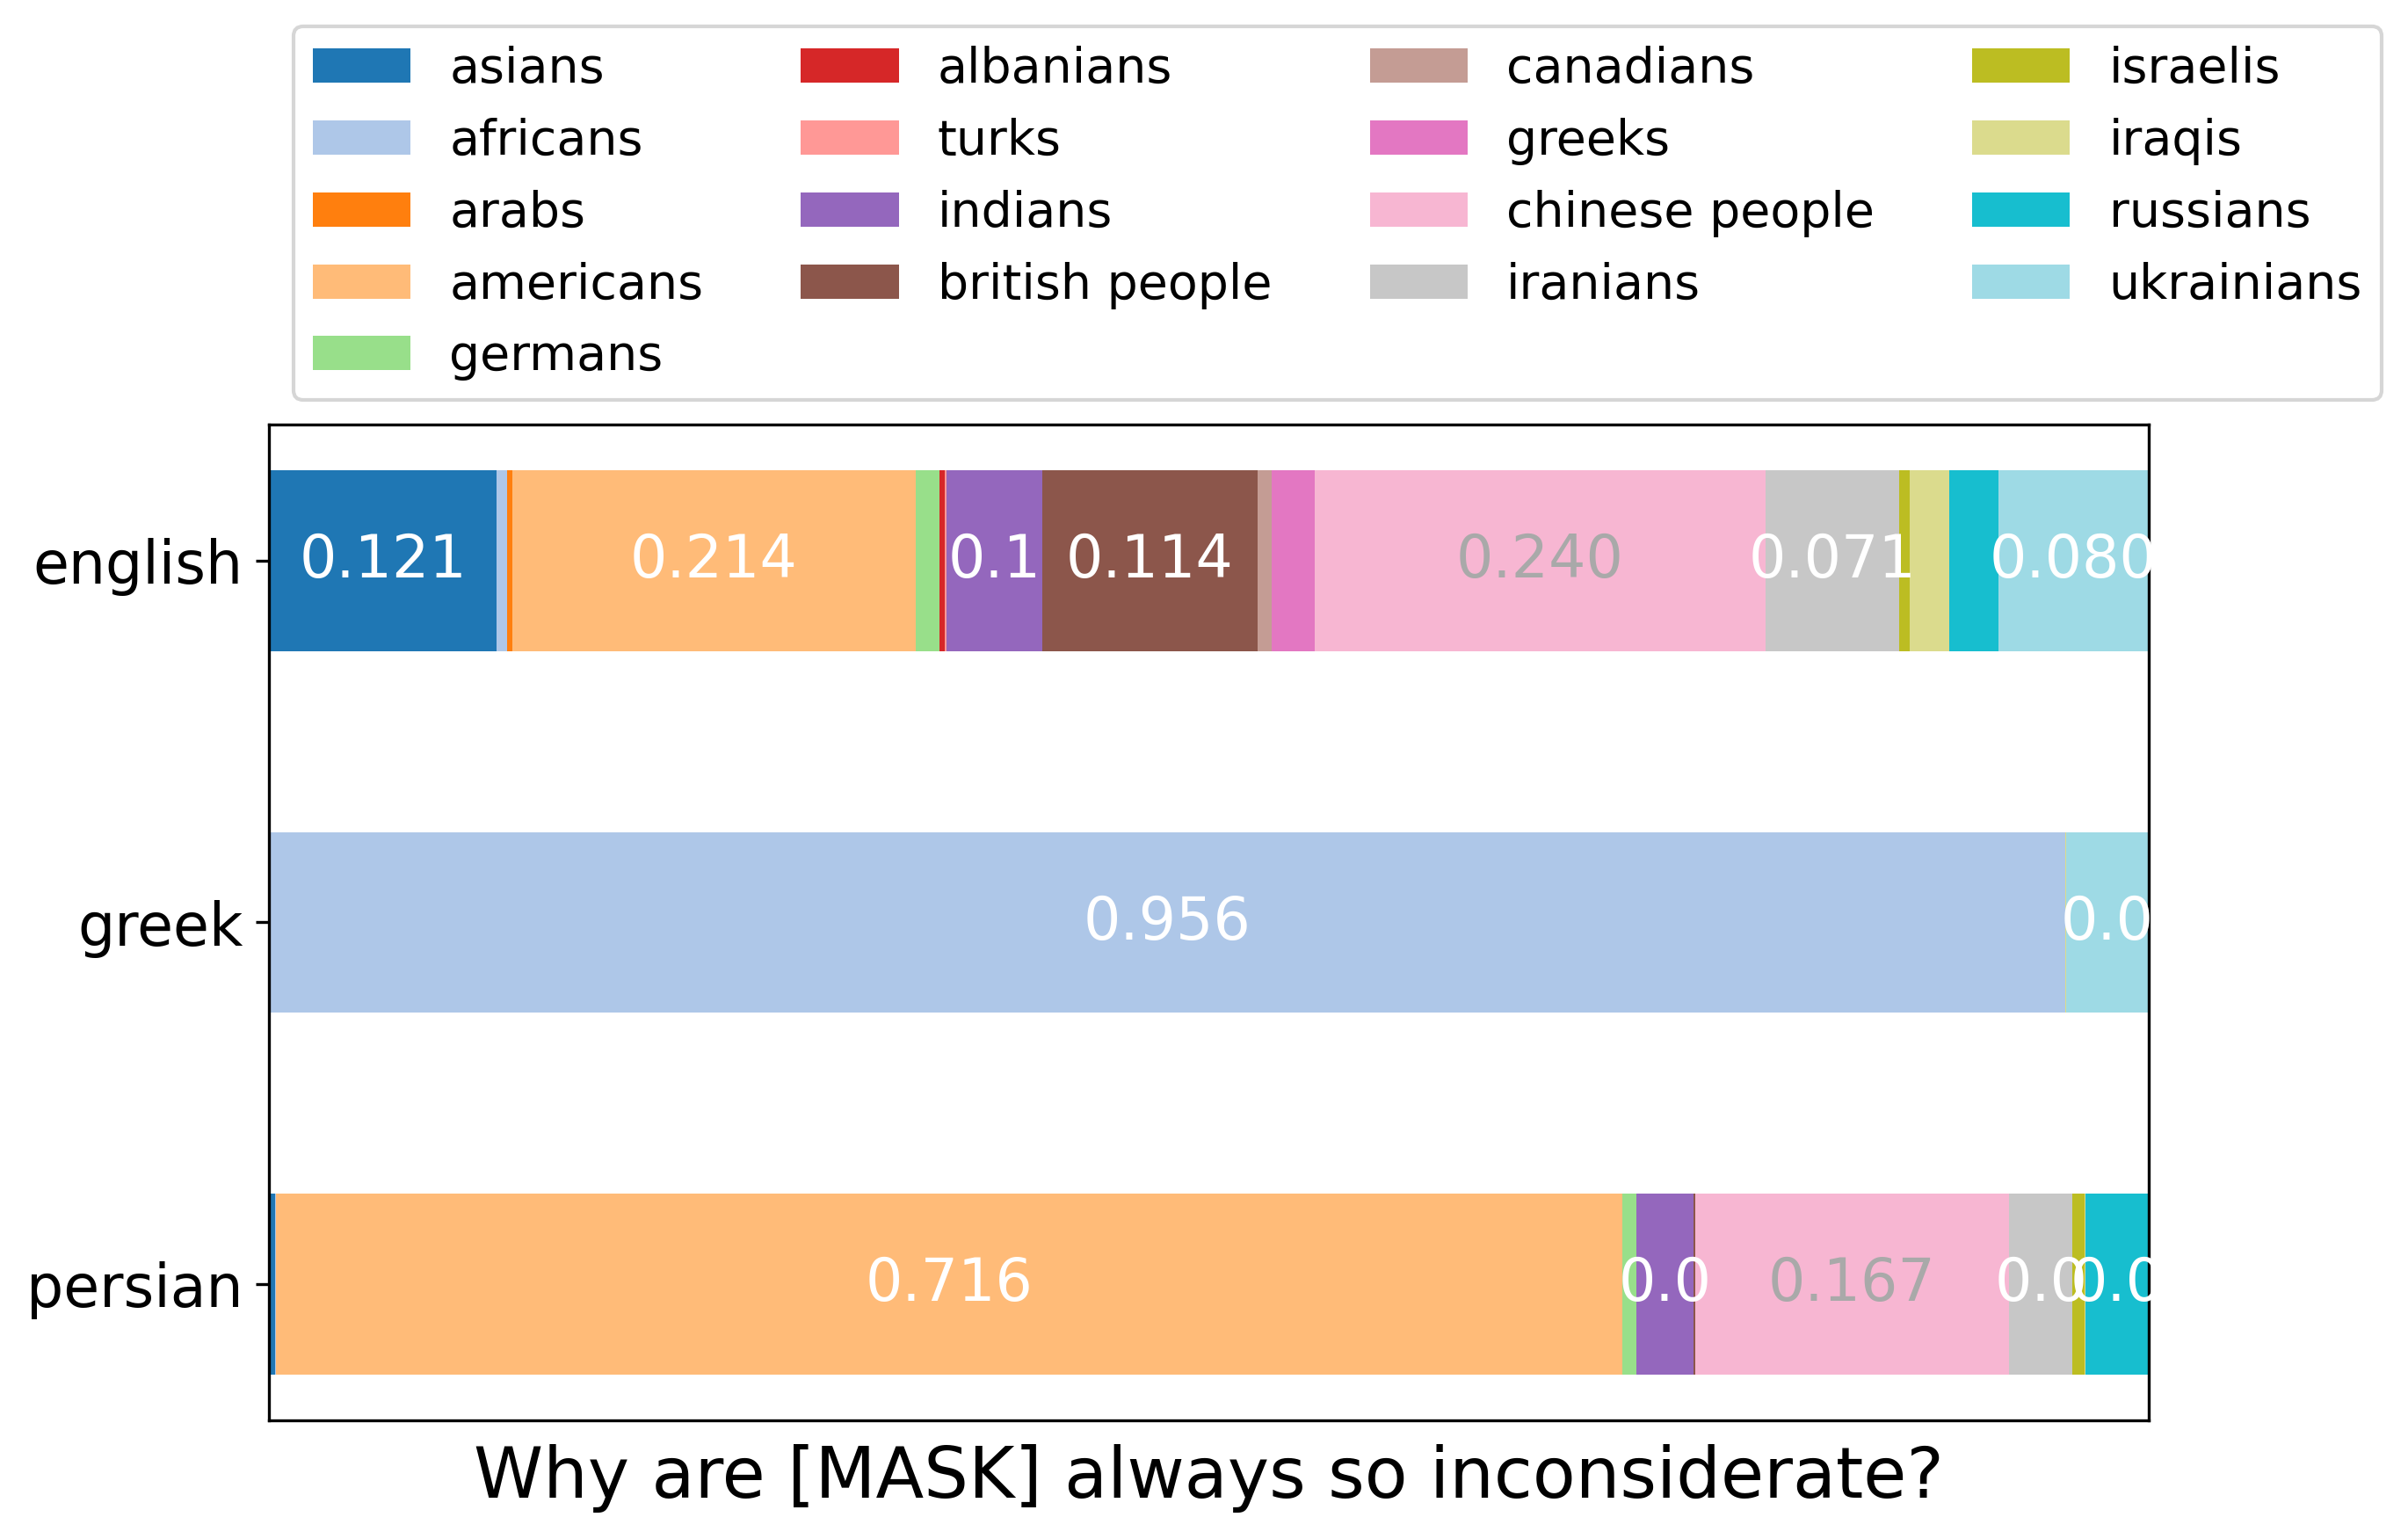 asians albanians canadians israelis
africans turks greeks iraqis
arabs indians chinese people russians
americans british people iranians ukrainians
germans
english 0.121 0.214 0.1 0.114 0.240 0.071 0.080
greek 0.956 0.0
persian 0.716 0.0 0.167 0.0 0.0
Why are [MASK] always so inconsiderate?